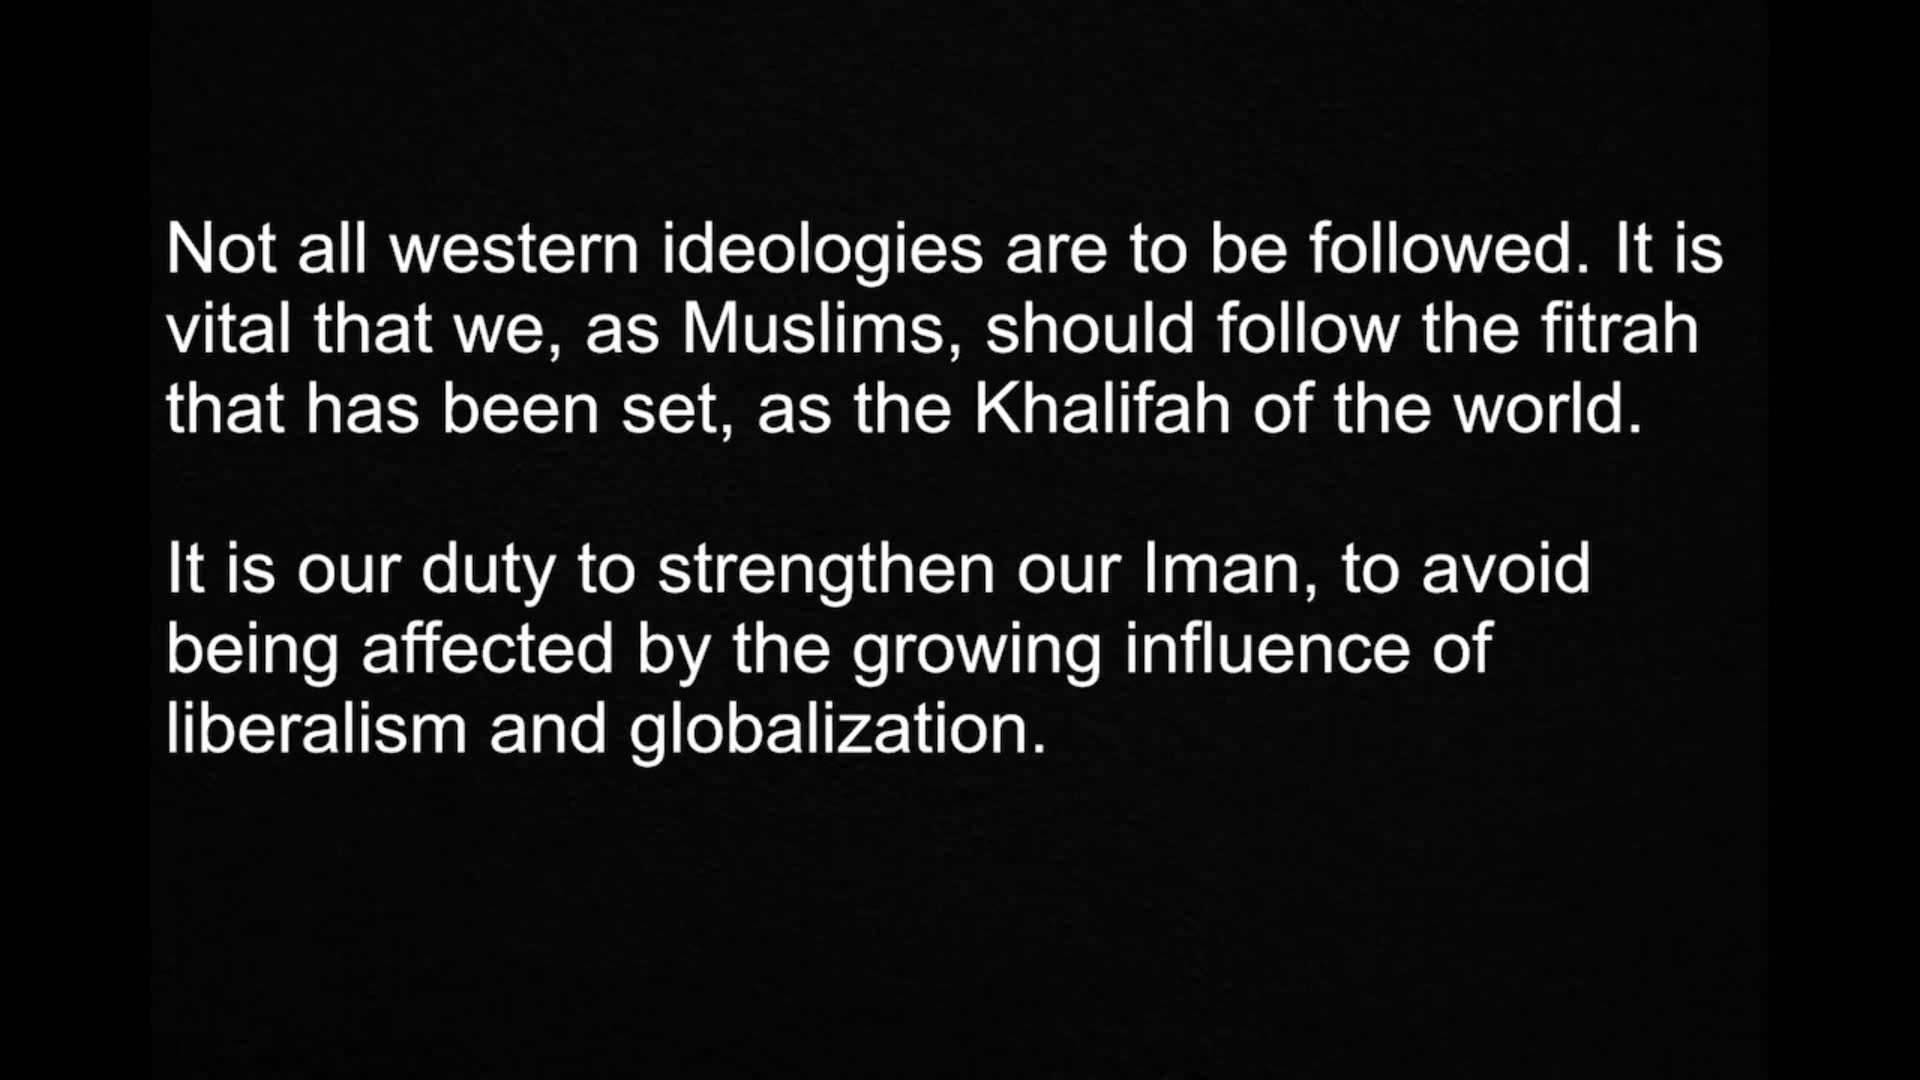 Not all western ideologies are to be followed. It is
vital that we, as Muslims, should follow the fitrah
that has been set, as the Khalifah of the world.
It is our duty to strengthen our Iman, to avoid
being affected by the growing influence of
liberalism and globalization.